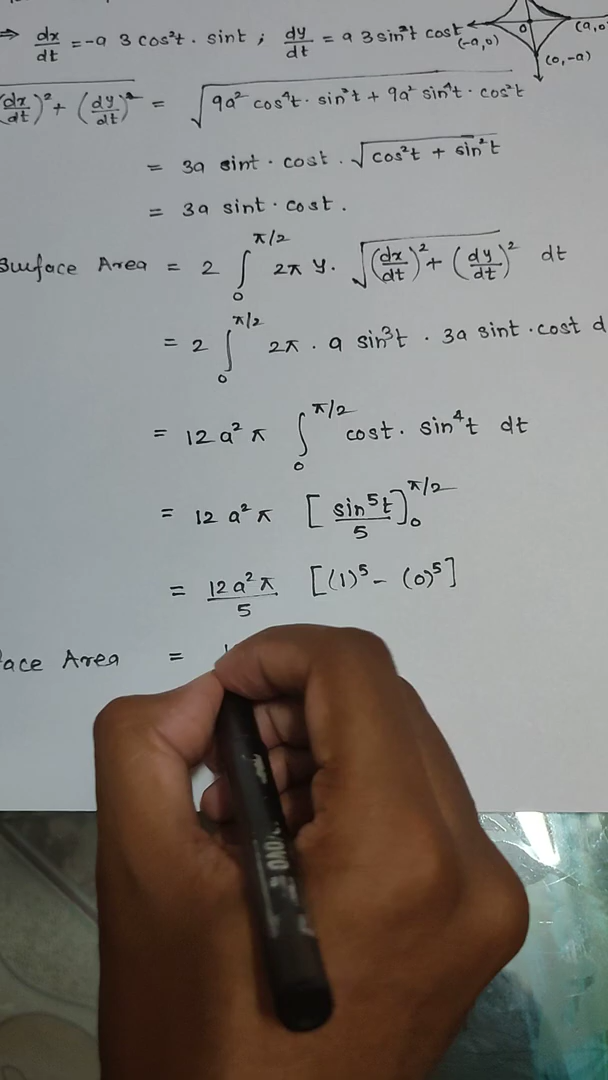 ⇒ dx/dt = -a 3 cos²t . sint ; dy/dt = a 3 sin²t cost
(-a,0) 0 (a,0
(0,-a)
(dx/dt)² + (dy/dt)² = √(9a² cos⁴t · sin²t + 9a² sin⁴t · cos²t
= 3a sint · cost · √(cos²t + sin²t
= 3a sint · cost .
Surface Area = 2 ∫₀^(π/2) 2π y. √((dx/dt)² + (dy/dt)²) dt
= 2 ∫₀^(π/2) 2π . a sin³t . 3a sint · cost d
= 12 a² π ∫₀^(π/2) cost . sin⁴t dt
= 12 a² π [sin⁵t/5]₀^(π/2)
= 12a²π/5 [(1)⁵ - (0)⁵]
face Area =